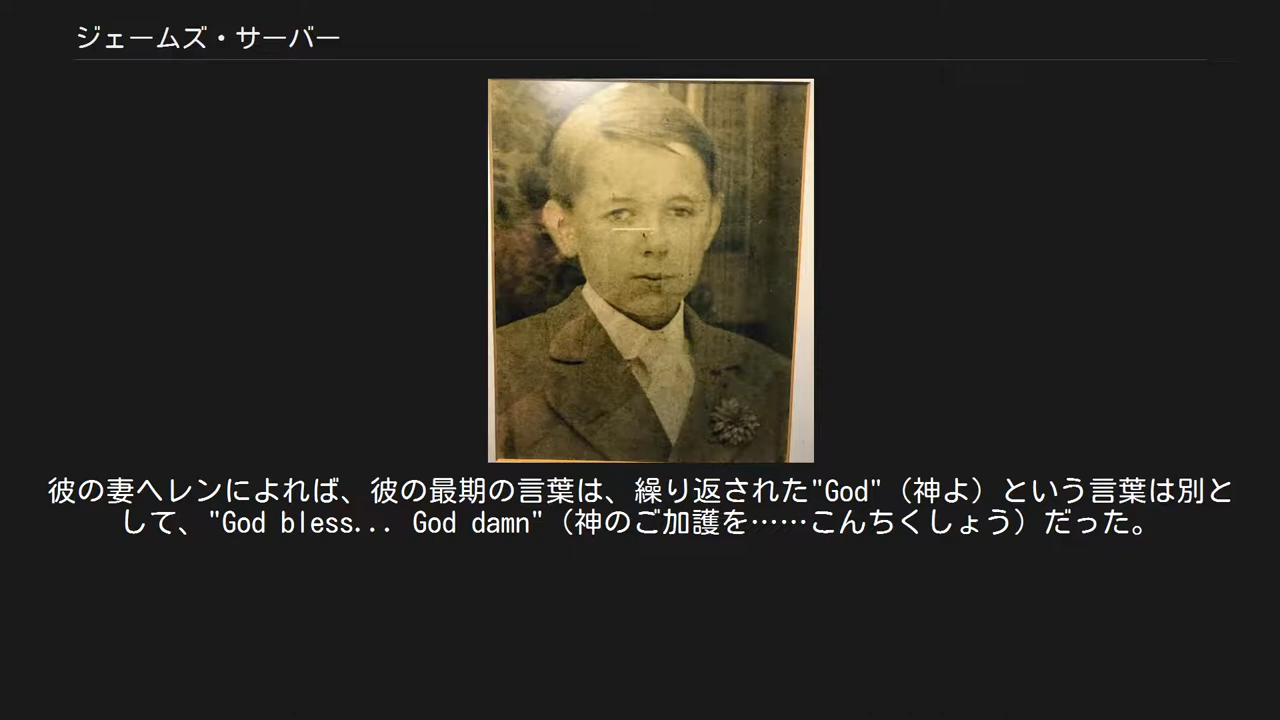 ジェームズ・サーバー
彼の妻ヘレンによれば、彼の最期の言葉は、繰り返された"God"（神よ）という言葉は別と
して、"God bless... God damn"（神のご加護を……こんちくしょう）だった。